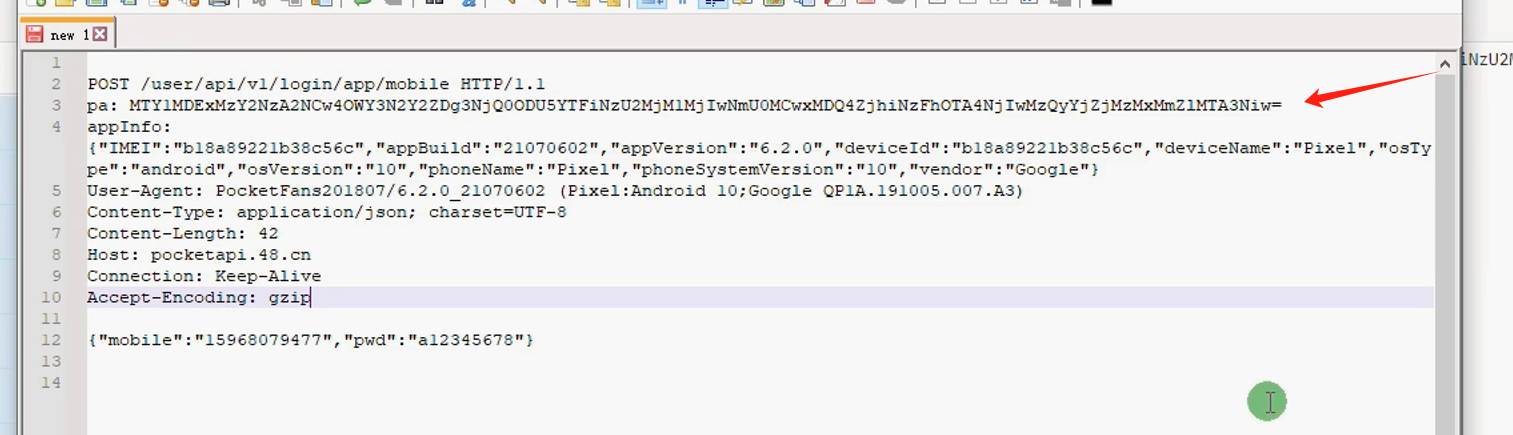 new 1
iNzU2M
1
2 POST /user/api/v1/login/app/mobile HTTP/1.1
3 pa: MTY1MDExMzY2NzA2NCw4OWY3N2Y2ZDg3NjQ0ODU5YTFiNzU2MjM1MjIwNmU0MCwxMDQ4ZjhiNzFhOTA4NjIwMzQyYjZjMzMxMmZlMTA3Niw=
4 appInfo:
{"IMEI":"b18a89221b38c56c","appBuild":"21070602","appVersion":"6.2.0","deviceId":"b18a89221b38c56c","deviceName":"Pixel","osTy
pe":"android","osVersion":"10","phoneName":"Pixel","phoneSystemVersion":"10","vendor":"Google"}
5 User-Agent: PocketFans201807/6.2.0_21070602 (Pixel:Android 10;Google QP1A.191005.007.A3)
6 Content-Type: application/json; charset=UTF-8
7 Content-Length: 42
8 Host: pocketapi.48.cn
9 Connection: Keep-Alive
10 Accept-Encoding: gzip
11
12 {"mobile":"15968079477","pwd":"a12345678"}
13
14